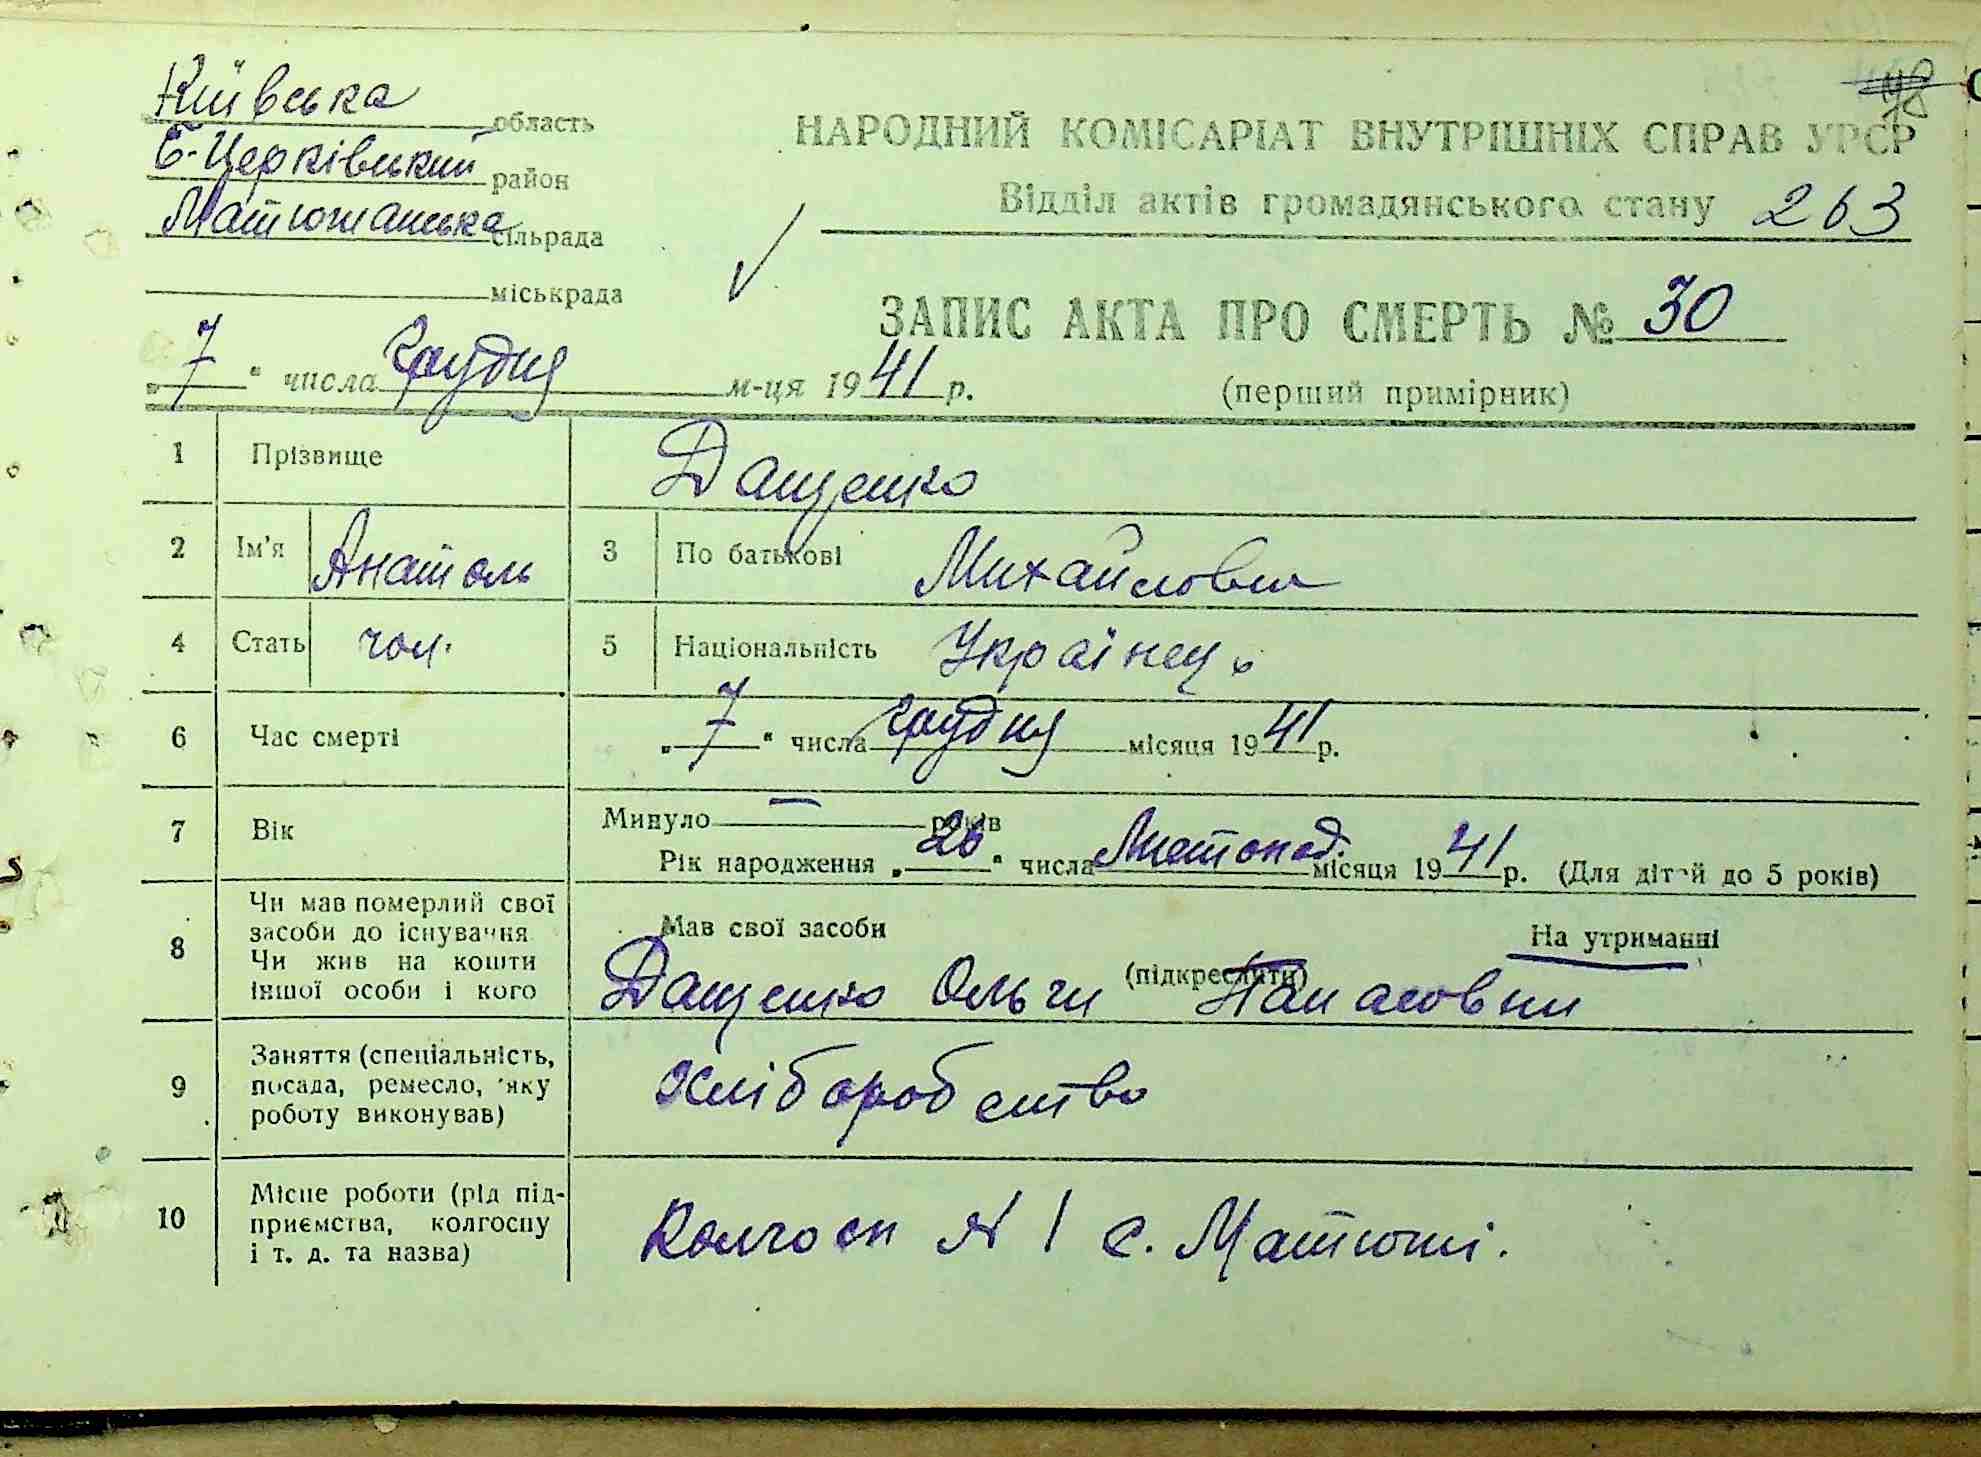 Київська область
Б-Церківський район
Матюшанська сільрада
міськрада
НАРОДНИЙ КОМІСАРІАТ ВНУТРІШНІХ СПРАВ УРСР
Відділ актів громадянського стану 263
ЗАПИС АКТА ПРО СМЕРТЬ № 30
„7“ числа грудня м-ця 1941 р.
(перший примірник)
1 Прізвище Дащенко
2 Ім'я Анатоль 3 По батькові Михайлович
4 Стать чол. 5 Національність Українець
6 Час смерті „7“ числа грудня місяця 1941 р.
7 Вік Минуло — років
Рік народження „26“ числа Листопад. місяця 1941 р. (Для дітей до 5 років)
8 Чи мав померлий свої засоби до існування Чи жив на кошти іншої особи і кого
Мав свої засоби На утриманні
(підкреслити)
Дащенко Ольги Панасовни
9 Заняття (спеціальність, посада, ремесло, яку роботу виконував)
Хліборобство
10 Місце роботи (рід підприємства, колгоспу і т. д. та назва)
Колгосп № 1 с. Матюші.